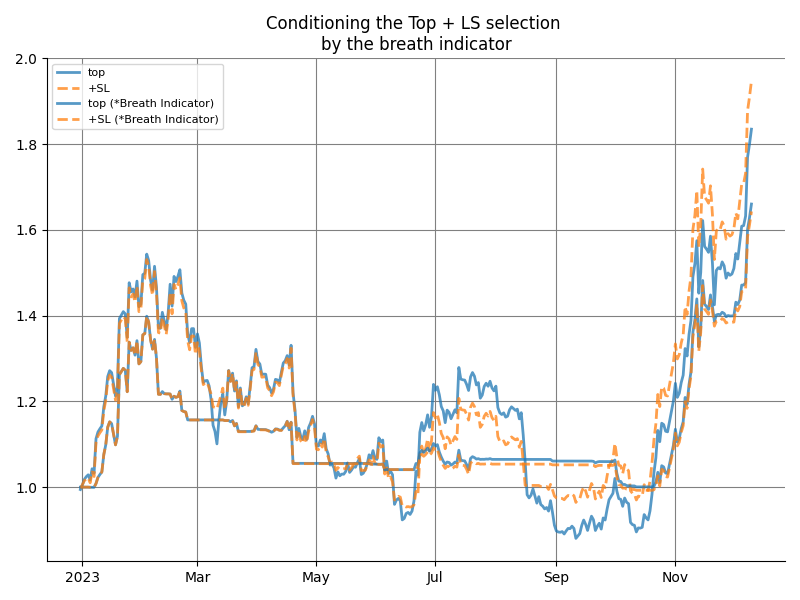 Conditioning the Top + LS selection
by the breath indicator
2.0
1.8
1.6
1.4
1.2
1.0
top
+SL
top (*Breath Indicator)
+SL (*Breath Indicator)
2023
Mar
May
Jul
Sep
Nov